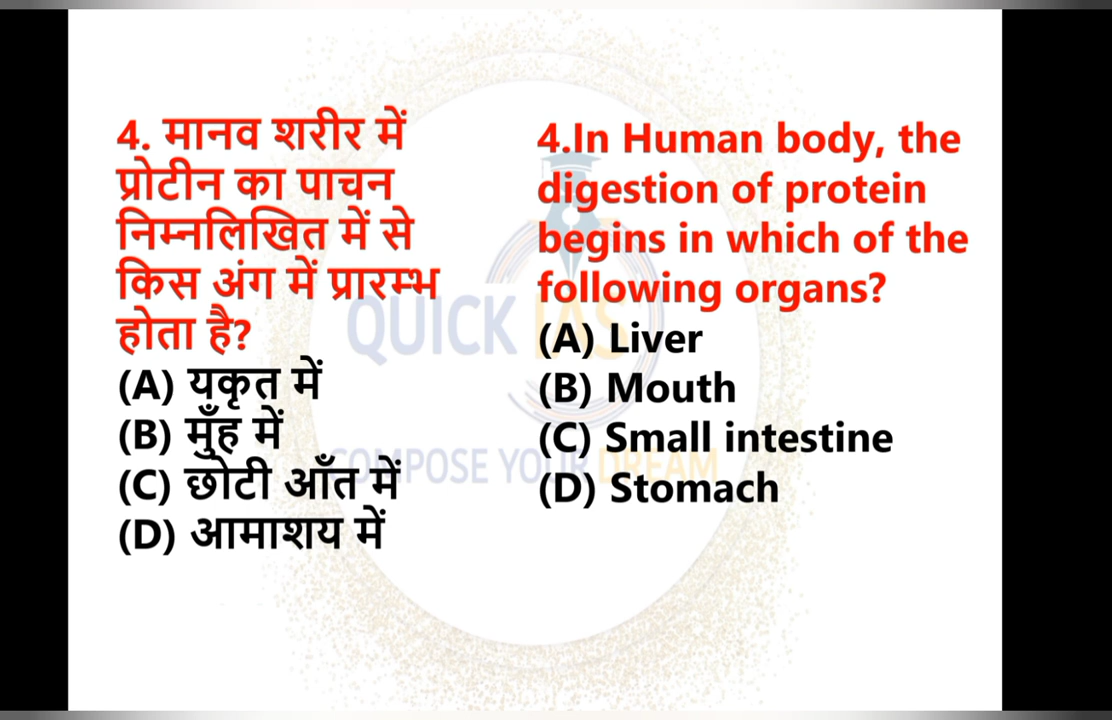 4. मानव शरीर में
प्रोटीन का पाचन
निम्नलिखित में से
किस अंग में प्रारम्भ
होता है?
(A) यकृत में
(B) मुँह में
(C) छोटी आँत में
(D) आमाशय में
4.In Human body, the
digestion of protein
begins in which of the
following organs?
(A) Liver
(B) Mouth
(C) Small intestine
(D) Stomach
QUICK IAS
COMPOSE YOUR DREAM